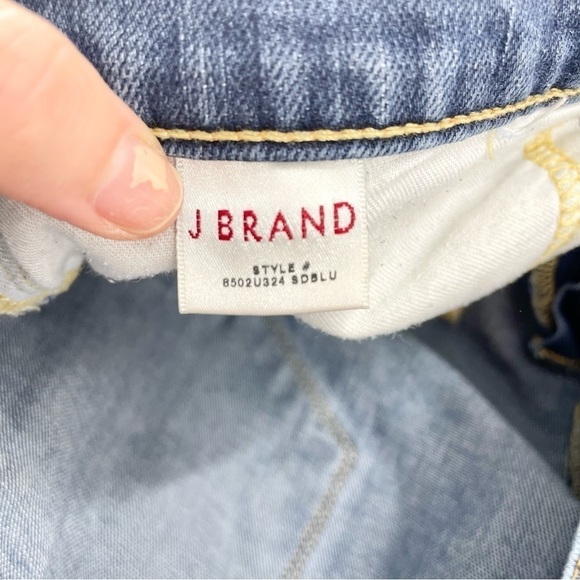 J BRAND
STYLE #
8502U324 SDBLU